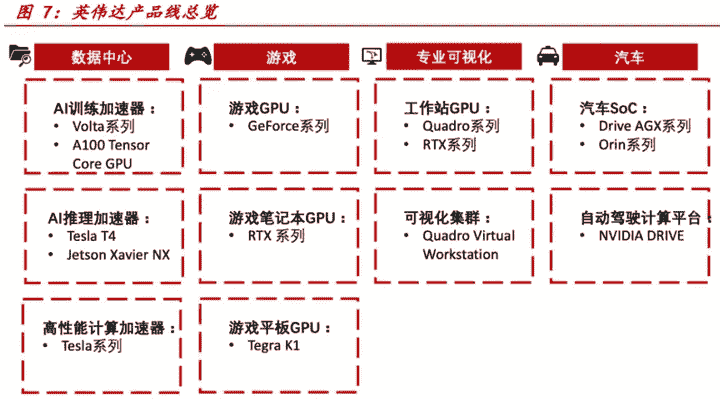 图 7：英伟达产品线总览
数据中心
AI训练加速器：
• Volta系列
• A100 Tensor
Core GPU
AI推理加速器：
• Tesla T4
• Jetson Xavier NX
高性能计算加速器：
• Tesla系列
游戏
游戏GPU：
• GeForce系列
游戏笔记本GPU：
• RTX 系列
游戏平板GPU：
• Tegra K1
专业可视化
工作站GPU：
• Quadro系列
• RTX系列
可视化集群：
• Quadro Virtual
Workstation
汽车
汽车SoC：
• Drive AGX系列
• Orin系列
自动驾驶计算平台：
• NVIDIA DRIVE